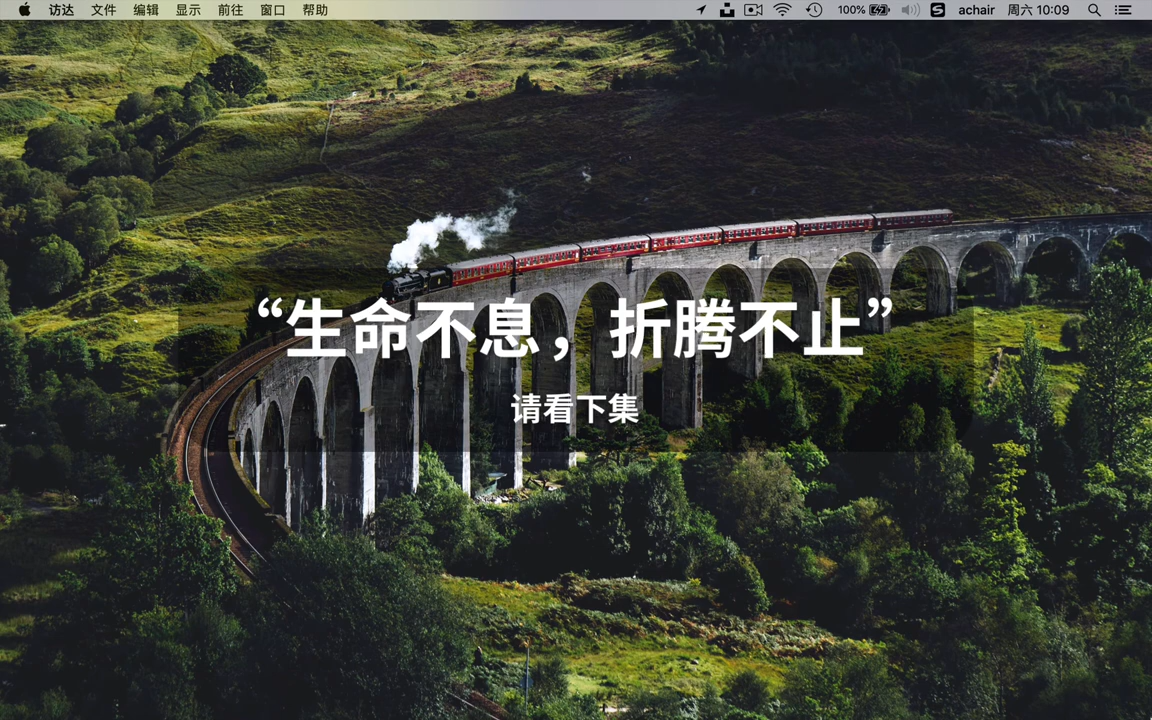 访达 文件 编辑 显示 前往 窗口 帮助 100% achair 周六 10:09
“生命不息，折腾不止”
请看下集